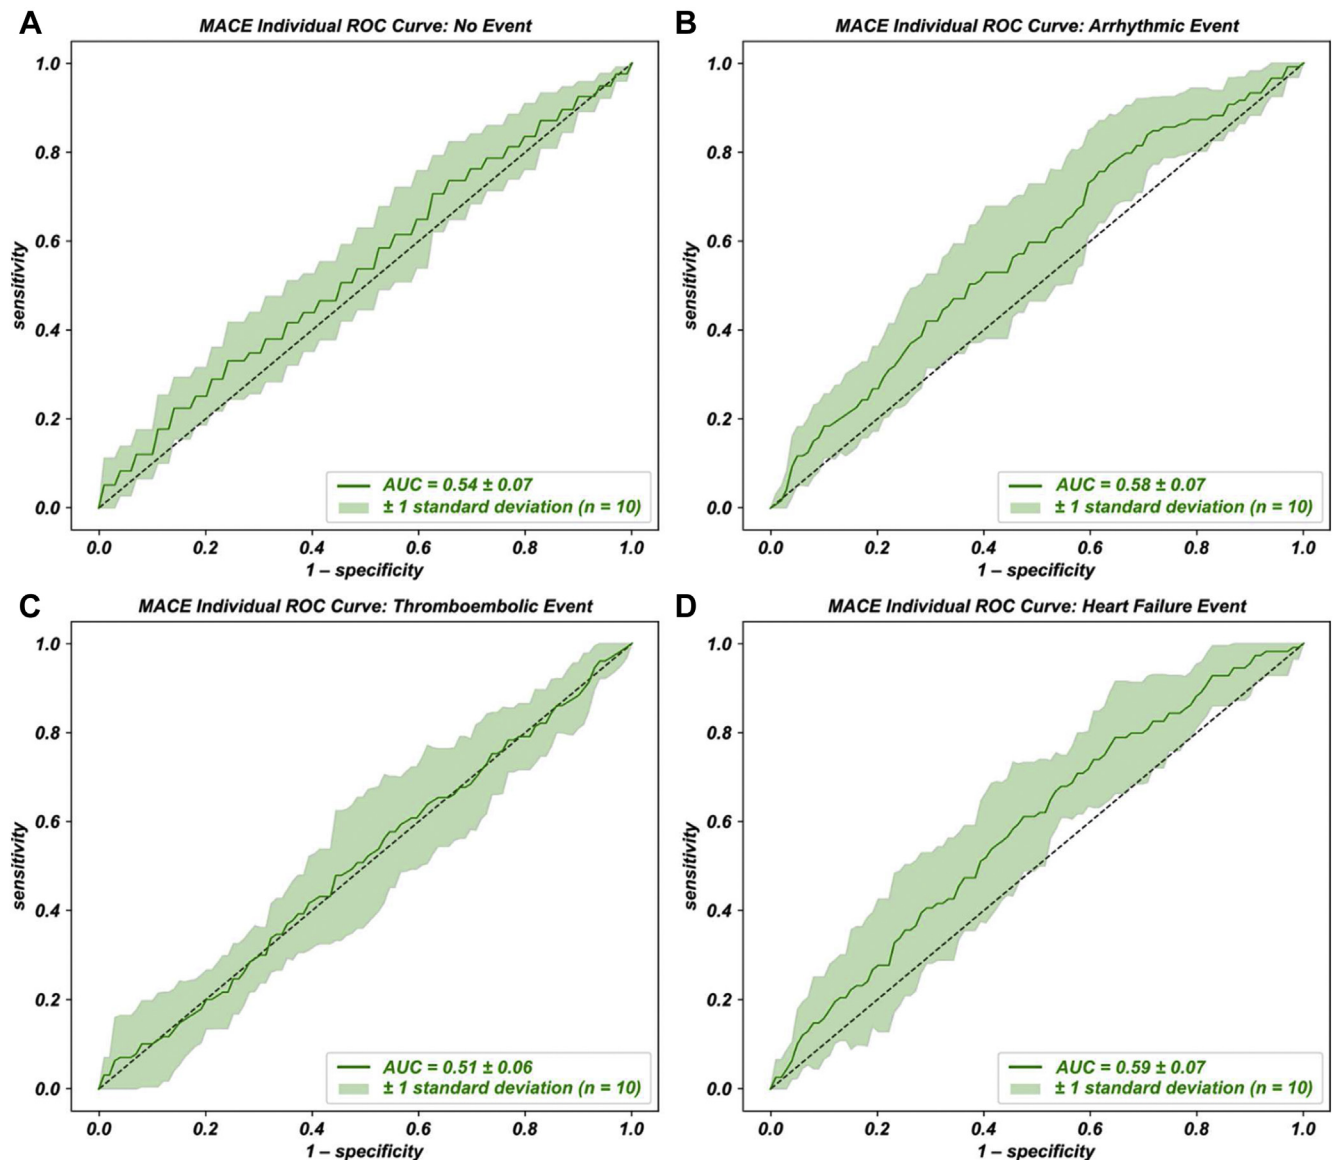 A
MACE Individual ROC Curve: No Event
1.0
0.8
0.6
0.4
0.2
0.0
sensitivity
AUC = 0.54 ± 0.07
± 1 standard deviation (n = 10)
0.0 0.2 0.4 0.6 0.8 1.0
1 – specificity
B
MACE Individual ROC Curve: Arrhythmic Event
1.0
0.8
0.6
0.4
0.2
0.0
sensitivity
AUC = 0.58 ± 0.07
± 1 standard deviation (n = 10)
0.0 0.2 0.4 0.6 0.8 1.0
1 – specificity
C
MACE Individual ROC Curve: Thromboembolic Event
1.0
0.8
0.6
0.4
0.2
0.0
sensitivity
AUC = 0.51 ± 0.06
± 1 standard deviation (n = 10)
0.0 0.2 0.4 0.6 0.8 1.0
1 – specificity
D
MACE Individual ROC Curve: Heart Failure Event
1.0
0.8
0.6
0.4
0.2
0.0
sensitivity
AUC = 0.59 ± 0.07
± 1 standard deviation (n = 10)
0.0 0.2 0.4 0.6 0.8 1.0
1 – specificity